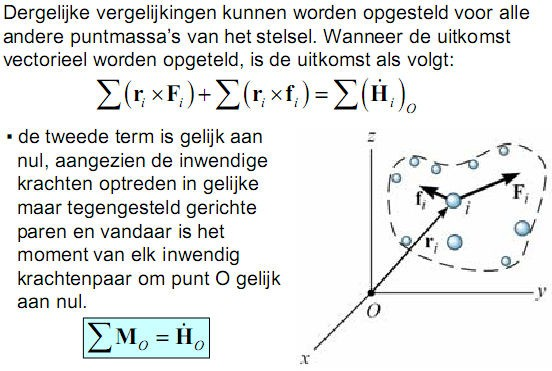 Dergelijke vergelijkingen kunnen worden opgesteld voor alle
andere puntmassa's van het stelsel. Wanneer de uitkomst
vectorieel worden opgeteld, is de uitkomst als volgt:
∑(rᵢ ×Fᵢ)+∑(rᵢ ×fᵢ)=∑(Ḣᵢ)ₒ
▪ de tweede term is gelijk aan
nul, aangezien de inwendige
krachten optreden in gelijke
maar tegengesteld gerichte
paren en vandaar is het
moment van elk inwendig
krachtenpaar om punt O gelijk
aan nul.
∑Mₒ = Ḣₒ
z
fᵢ
i
Fᵢ
rᵢ
O
y
x